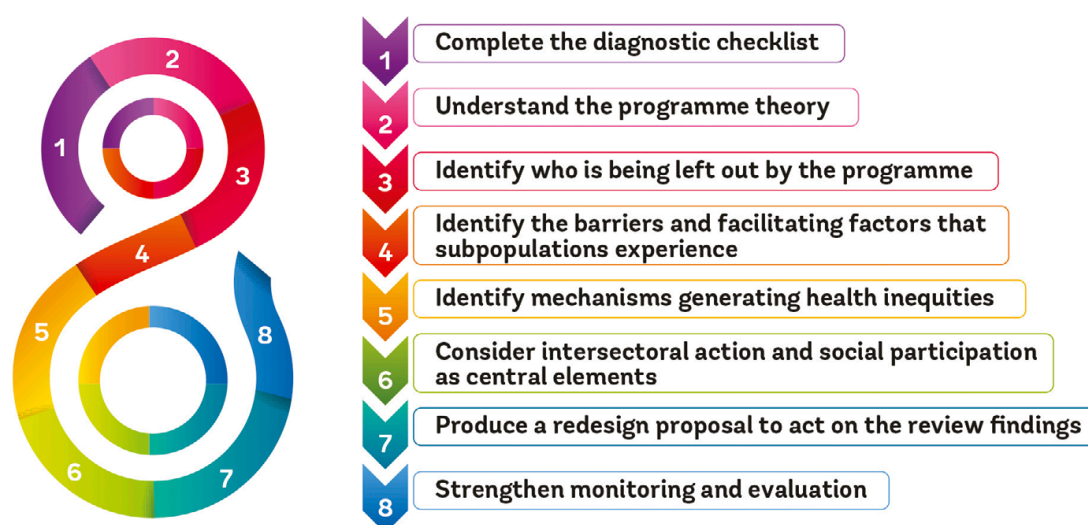 2
1
3
4
5
8
6
7
1 Complete the diagnostic checklist
2 Understand the programme theory
3 Identify who is being left out by the programme
4 Identify the barriers and facilitating factors that
subpopulations experience
5 Identify mechanisms generating health inequities
6 Consider intersectoral action and social participation
as central elements
7 Produce a redesign proposal to act on the review findings
8 Strengthen monitoring and evaluation